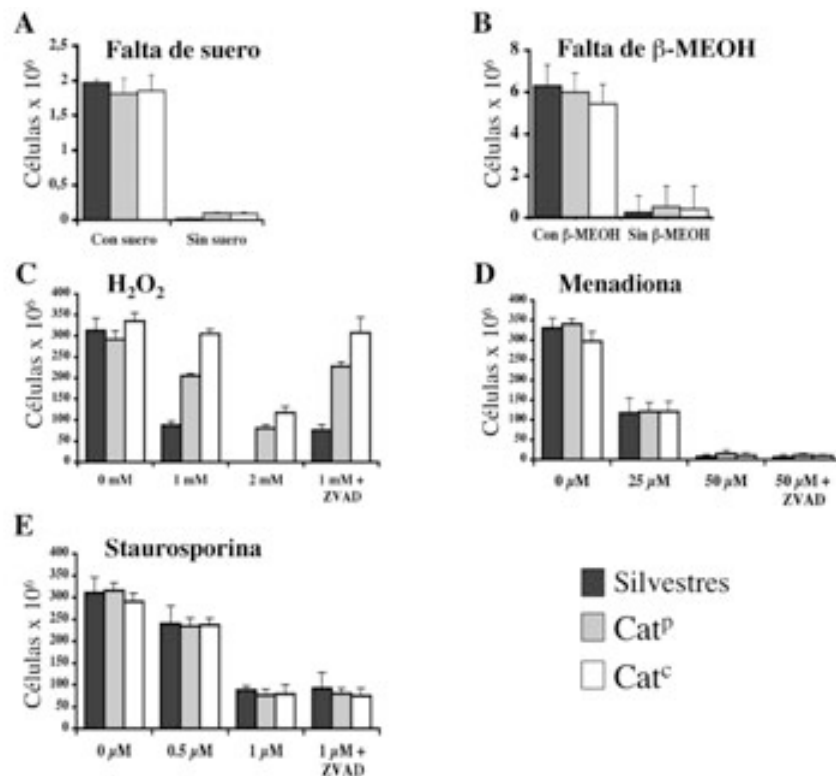 A
Falta de suero
Células x 10⁶
2
1,5
1
0,5
0
Con suero
Sin suero
B
Falta de β-MEOH
Células x 10⁶
8
6
4
2
0
Con β-MEOH
Sin β-MEOH
C
H₂O₂
Células x 10⁶
400
350
300
250
200
150
100
50
0 mM
1 mM
2 mM
1 mM +
ZVAD
D
Menadiona
Células x 10⁶
400
350
300
250
200
150
100
50
0
0 µM
25 µM
50 µM
50 µM +
ZVAD
E
Staurosporina
Células x 10⁶
400
350
300
250
200
150
100
50
0
0 µM
0.5 µM
1 µM
1 µM +
ZVAD
Silvestres
Catᵖ
Catᶜ